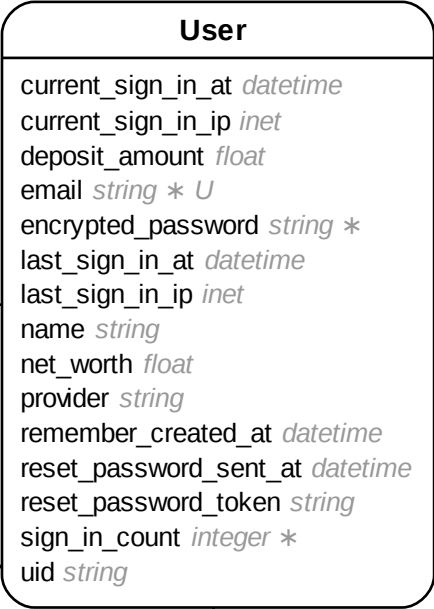 User
current_sign_in_at datetime
current_sign_in_ip inet
deposit_amount float
email string ∗ U
encrypted_password string ∗
last_sign_in_at datetime
last_sign_in_ip inet
name string
net_worth float
provider string
remember_created_at datetime
reset_password_sent_at datetime
reset_password_token string
sign_in_count integer ∗
uid string